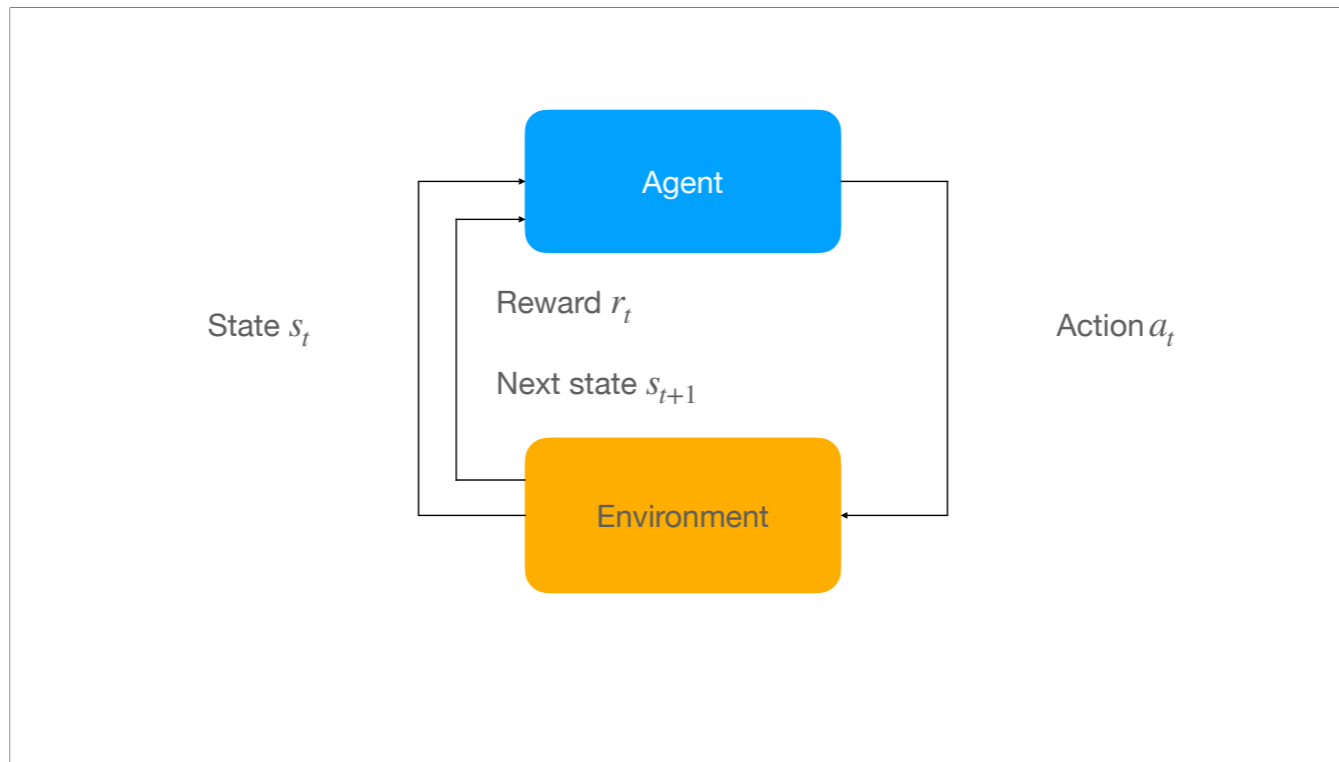 Agent
Reward r_t
State s_t
Action a_t
Next state s_{t+1}
Environment